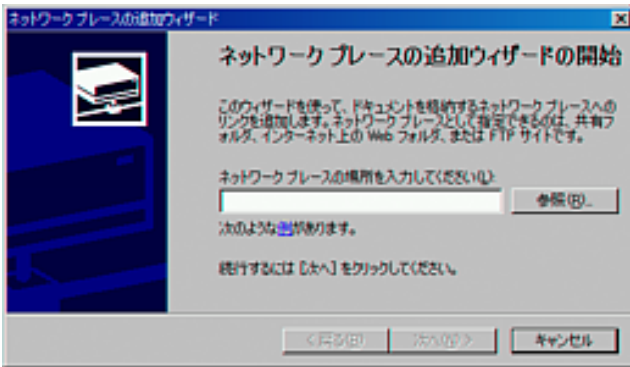 ネットワーク プレースの追加ウィザード
ネットワーク プレースの追加ウィザードの開始
このウィザードを使って、ドキュメントを格納するネットワーク プレースへの
リンクを追加します。ネットワーク プレースとして指定できるのは、共有フ
ォルダ、インターネット上の Web フォルダ、または FTP サイトです。
ネットワーク プレースの場所を入力してください(L):
参照(R)...
次のような例があります。
続行するには [次へ] をクリックしてください。
< 戻る(B)
次へ(N) >
キャンセル